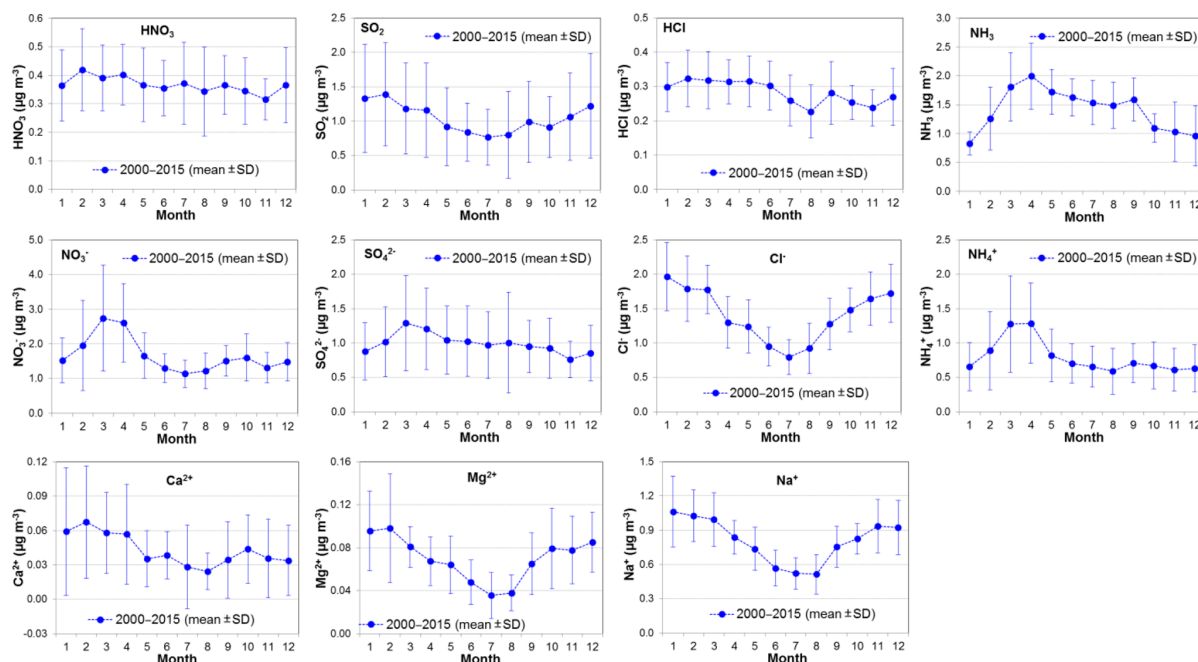 HNO₃
2000–2015 (mean ±SD)
HNO₃ (µg m⁻³)
0.6
0.5
0.4
0.3
0.2
0.1
0.0
1 2 3 4 5 6 7 8 9 10 11 12
Month
SO₂
2000–2015 (mean ±SD)
SO₂ (µg m⁻³)
2.5
2.0
1.5
1.0
0.5
0.0
1 2 3 4 5 6 7 8 9 10 11 12
Month
HCl
2000–2015 (mean ±SD)
HCl (µg m⁻³)
0.5
0.4
0.3
0.2
0.1
0.0
1 2 3 4 5 6 7 8 9 10 11 12
Month
NH₃
2000–2015 (mean ±SD)
NH₃ (µg m⁻³)
3.0
2.5
2.0
1.5
1.0
0.5
0.0
1 2 3 4 5 6 7 8 9 10 11 12
Month
NO₃⁻
2000–2015 (mean ±SD)
NO₃⁻ (µg m⁻³)
5.0
4.0
3.0
2.0
1.0
0.0
1 2 3 4 5 6 7 8 9 10 11 12
Month
SO₄²⁻
2000–2015 (mean ±SD)
SO₄²⁻ (µg m⁻³)
2.5
2.0
1.5
1.0
0.5
0.0
1 2 3 4 5 6 7 8 9 10 11 12
Month
Cl⁻
2000–2015 (mean ±SD)
Cl⁻ (µg m⁻³)
2.5
2.0
1.5
1.0
0.5
0.0
1 2 3 4 5 6 7 8 9 10 11 12
Month
NH₄⁺
2000–2015 (mean ±SD)
NH₄⁺ (µg m⁻³)
2.5
2.0
1.5
1.0
0.5
0.0
1 2 3 4 5 6 7 8 9 10 11 12
Month
Ca²⁺
2000–2015 (mean ±SD)
Ca²⁺ (µg m⁻³)
0.12
0.09
0.06
0.03
0.00
-0.03
1 2 3 4 5 6 7 8 9 10 11 12
Month
Mg²⁺
2000–2015 (mean ±SD)
Mg²⁺ (µg m⁻³)
0.16
0.12
0.08
0.04
0.00
1 2 3 4 5 6 7 8 9 10 11 12
Month
Na⁺
2000–2015 (mean ±SD)
Na⁺ (µg m⁻³)
1.5
1.2
0.9
0.6
0.3
0.0
1 2 3 4 5 6 7 8 9 10 11 12
Month